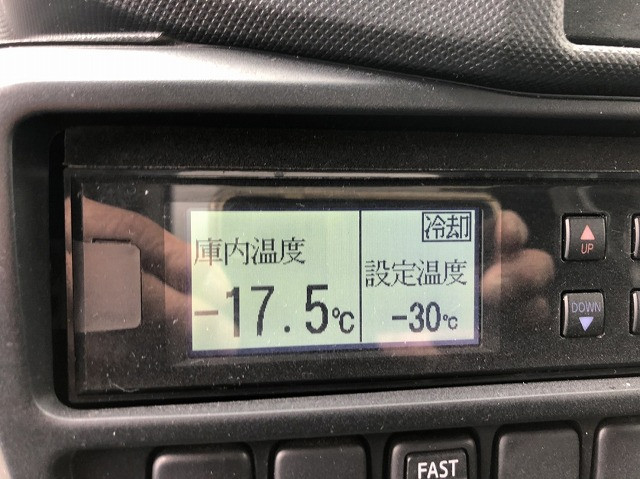 冷却
庫内温度
設定温度
-17.5℃
-30℃
UP
DOWN
FAST